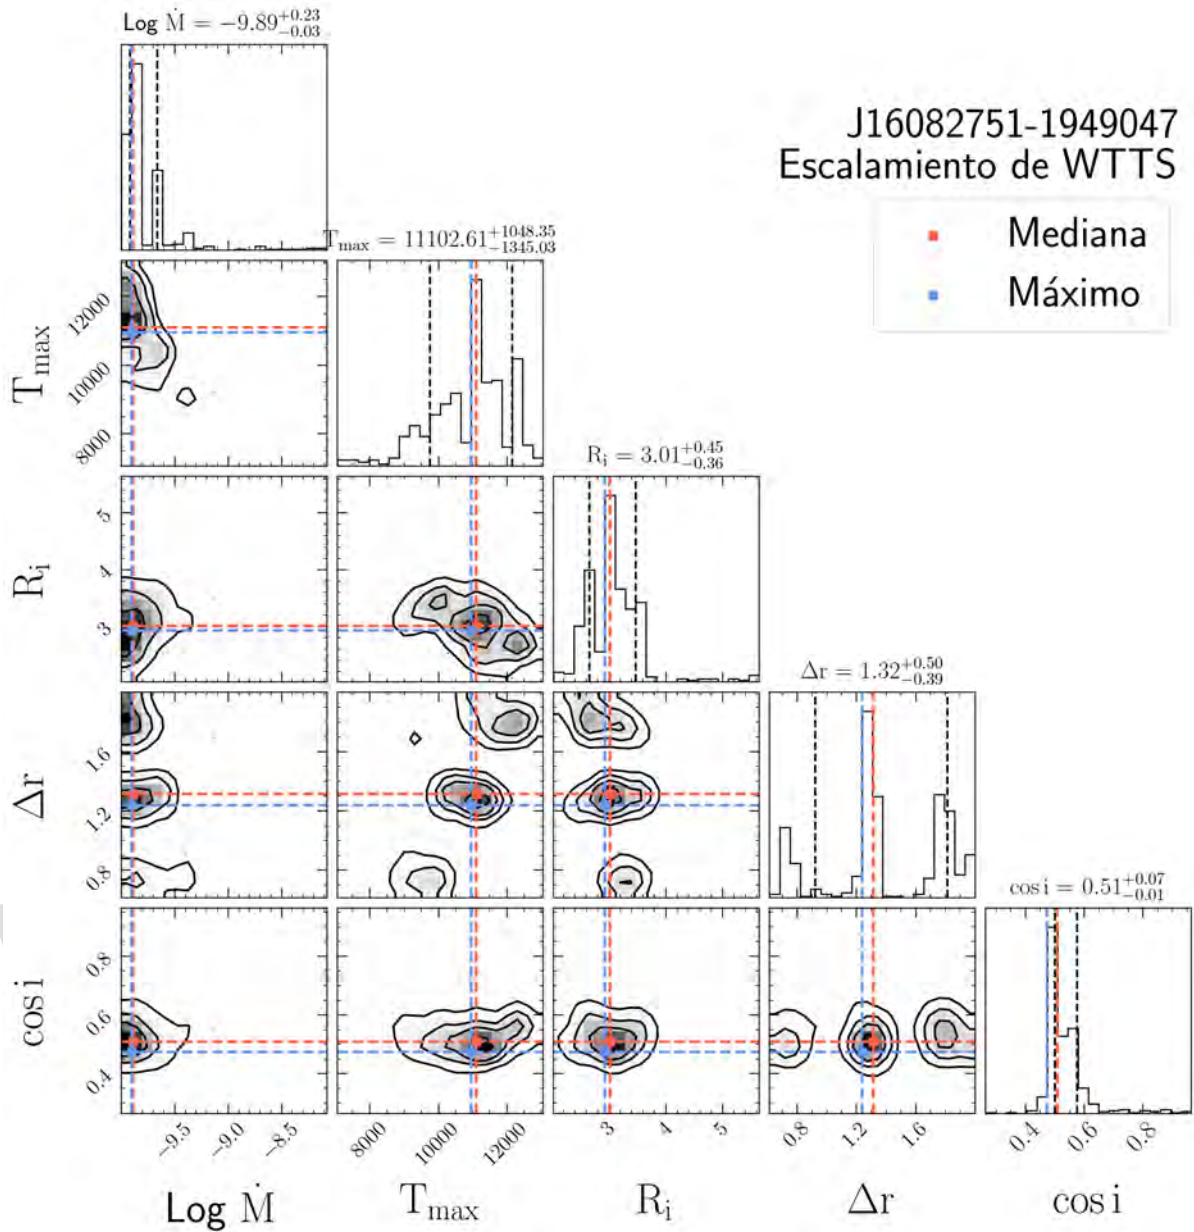 Log Ṁ = −9.89 +0.23 −0.03
J16082751-1949047
Escalamiento de WTTS
Mediana
Máximo
T_max = 11102.61 +1048.35 −1345.03
12000
10000
8000
T_max
R_i = 3.01 +0.45 −0.36
5
4
3
R_i
Δr = 1.32 +0.50 −0.39
1.6
1.2
0.8
Δr
cos i = 0.51 +0.07 −0.01
0.8
0.6
0.4
cos i
−9.5 −9.0 −8.5
8000 10000 12000
3 4 5
0.8 1.2 1.6
0.4 0.6 0.8
Log Ṁ T_max R_i Δr cos i